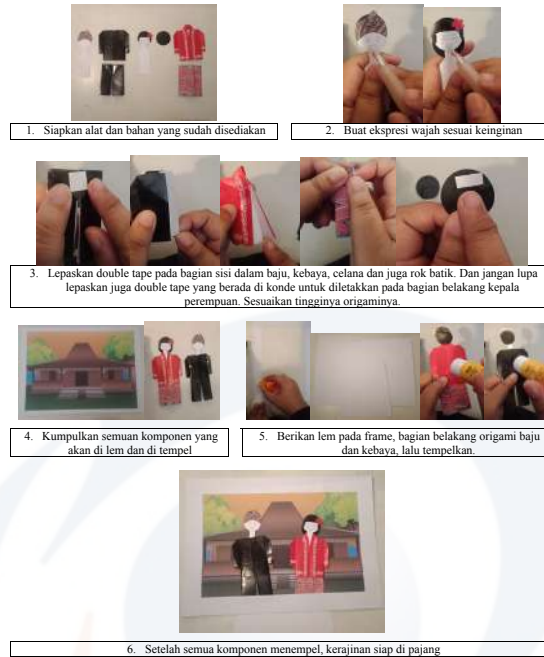 1. Siapkan alat dan bahan yang sudah disediakan
2. Buat ekspresi wajah sesuai keinginan
3. Lepaskan double tape pada bagian sisi dalam baju, kebaya, celana dan juga rok batik. Dan jangan lupa
lepaskan juga double tape yang berada di konde untuk diletakkan pada bagian belakang kepala
perempuan. Sesuaikan tingginya origaminya.
4. Kumpulkan semuan komponen yang
akan di lem dan di tempel
5. Berikan lem pada frame, bagian belakang origami baju
dan kebaya, lalu tempelkan.
6. Setelah semua komponen menempel, kerajinan siap di pajang